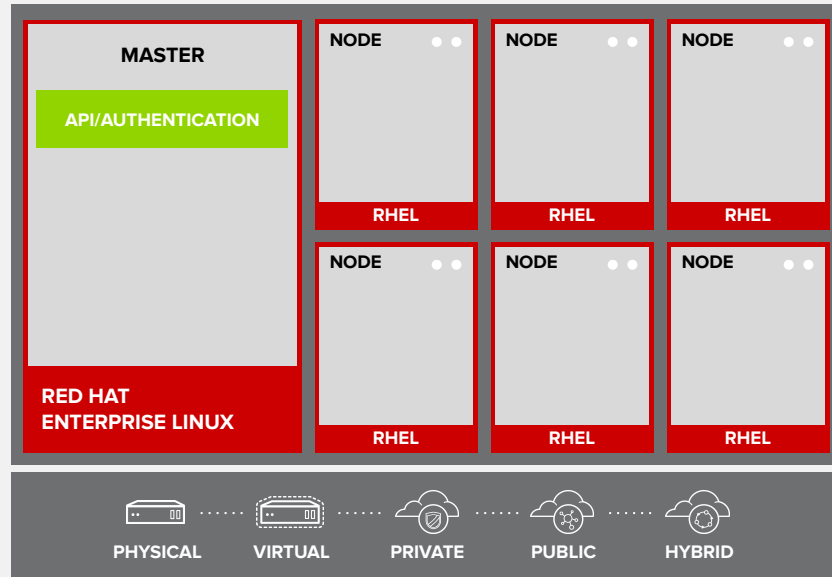 MASTER
API/AUTHENTICATION
RED HAT
ENTERPRISE LINUX
NODE
RHEL
NODE
RHEL
NODE
RHEL
NODE
RHEL
NODE
RHEL
NODE
RHEL
PHYSICAL
VIRTUAL
PRIVATE
PUBLIC
HYBRID